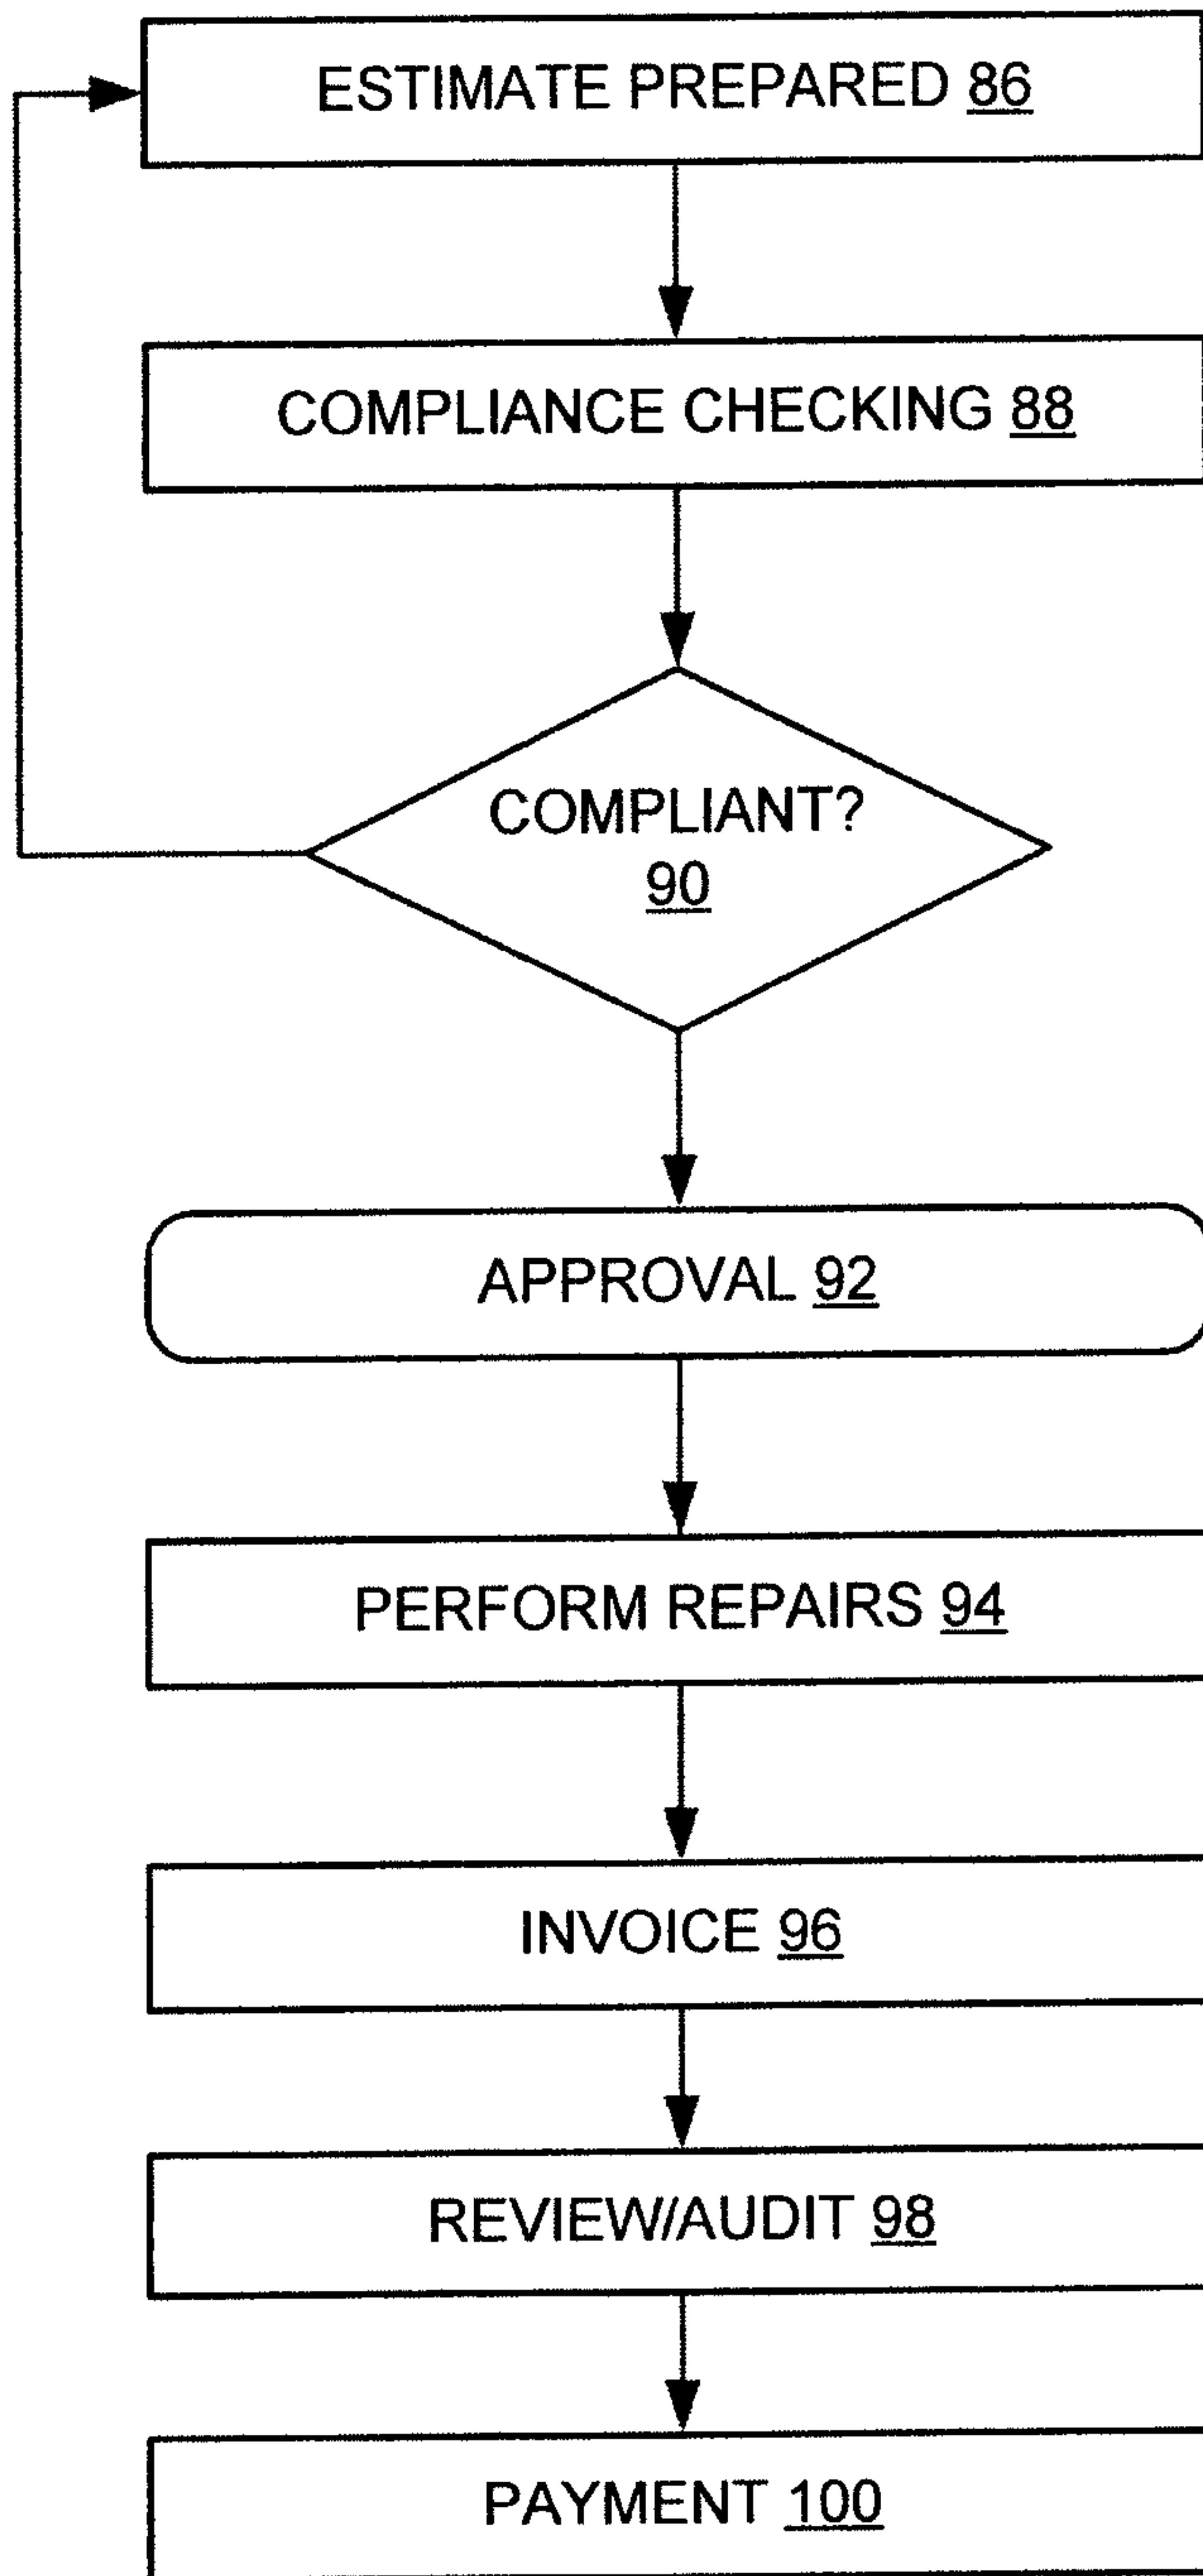 ESTIMATE PREPARED 86
COMPLIANCE CHECKING 88
COMPLIANT?
90
APPROVAL 92
PERFORM REPAIRS 94
INVOICE 96
REVIEW/AUDIT 98
PAYMENT 100